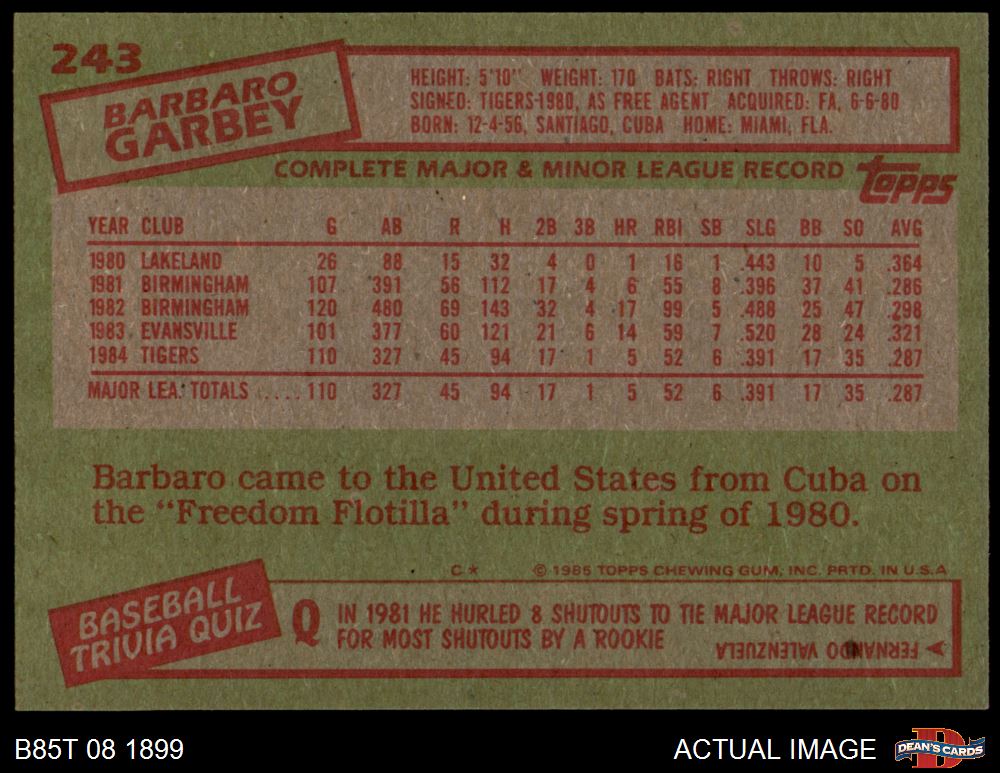 243
BARBARO
GARBEY
HEIGHT: 5'10" WEIGHT: 170 BATS: RIGHT THROWS: RIGHT
SIGNED: TIGERS-1980, AS FREE AGENT ACQUIRED: FA, 6-6-80
BORN: 12-4-56, SANTIAGO, CUBA HOME: MIAMI, FLA.
COMPLETE MAJOR & MINOR LEAGUE RECORD topps
YEAR CLUB G AB R H 2B 3B HR RBI SB SLG BB SO AVG
1980 LAKELAND 26 88 15 32 4 0 1 16 1 .443 10 5 .364
1981 BIRMINGHAM 107 391 56 112 17 4 6 55 8 .396 37 41 .286
1982 BIRMINGHAM 120 480 69 143 32 4 17 99 5 .488 25 47 .298
1983 EVANSVILLE 101 377 60 121 21 6 14 59 7 .520 28 24 .321
1984 TIGERS 110 327 45 94 17 1 5 52 6 .391 17 35 .287
MAJOR LEA. TOTALS ..... 110 327 45 94 17 1 5 52 6 .391 17 35 .287
Barbaro came to the United States from Cuba on
the "Freedom Flotilla" during spring of 1980.
C* © 1985 TOPPS CHEWING GUM, INC. PRTD. IN U.S.A
BASEBALL
TRIVIA QUIZ
Q IN 1981 HE HURLED 8 SHUTOUTS TO TIE MAJOR LEAGUE RECORD
FOR MOST SHUTOUTS BY A ROOKIE
A FERNANDO VALENZUELA
B85T 08 1899
ACTUAL IMAGE
D
DEAN'S CARDS